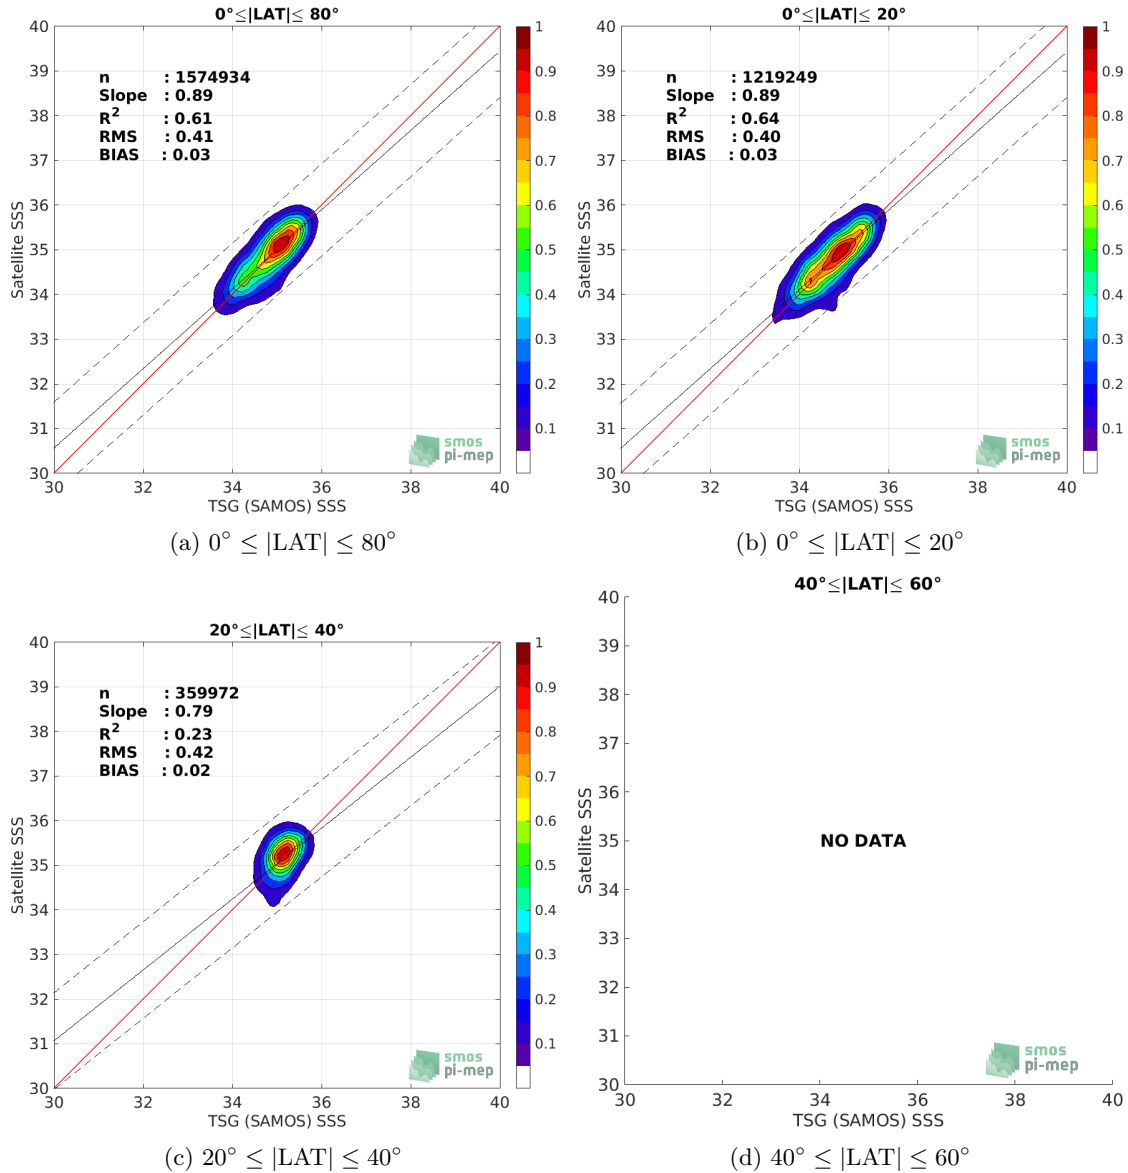 0°≤|LAT|≤ 80°
40
39
38
37
36
35
34
33
32
31
30
Satellite SSS
n : 1574934
Slope : 0.89
R² : 0.61
RMS : 0.41
BIAS : 0.03
smos
pi-mep
30 32 34 36 38 40
TSG (SAMOS) SSS
1
0.9
0.8
0.7
0.6
0.5
0.4
0.3
0.2
0.1
(a) 0° ≤ |LAT| ≤ 80°
0°≤|LAT|≤ 20°
40
39
38
37
36
35
34
33
32
31
30
Satellite SSS
n : 1219249
Slope : 0.89
R² : 0.64
RMS : 0.40
BIAS : 0.03
smos
pi-mep
30 32 34 36 38 40
TSG (SAMOS) SSS
1
0.9
0.8
0.7
0.6
0.5
0.4
0.3
0.2
0.1
(b) 0° ≤ |LAT| ≤ 20°
20°≤|LAT|≤ 40°
40
39
38
37
36
35
34
33
32
31
30
Satellite SSS
n : 359972
Slope : 0.79
R² : 0.23
RMS : 0.42
BIAS : 0.02
smos
pi-mep
30 32 34 36 38 40
TSG (SAMOS) SSS
1
0.9
0.8
0.7
0.6
0.5
0.4
0.3
0.2
0.1
(c) 20° ≤ |LAT| ≤ 40°
40°≤|LAT|≤ 60°
40
39
38
37
36
35
34
33
32
31
30
Satellite SSS
NO DATA
smos
pi-mep
30 32 34 36 38 40
TSG (SAMOS) SSS
(d) 40° ≤ |LAT| ≤ 60°